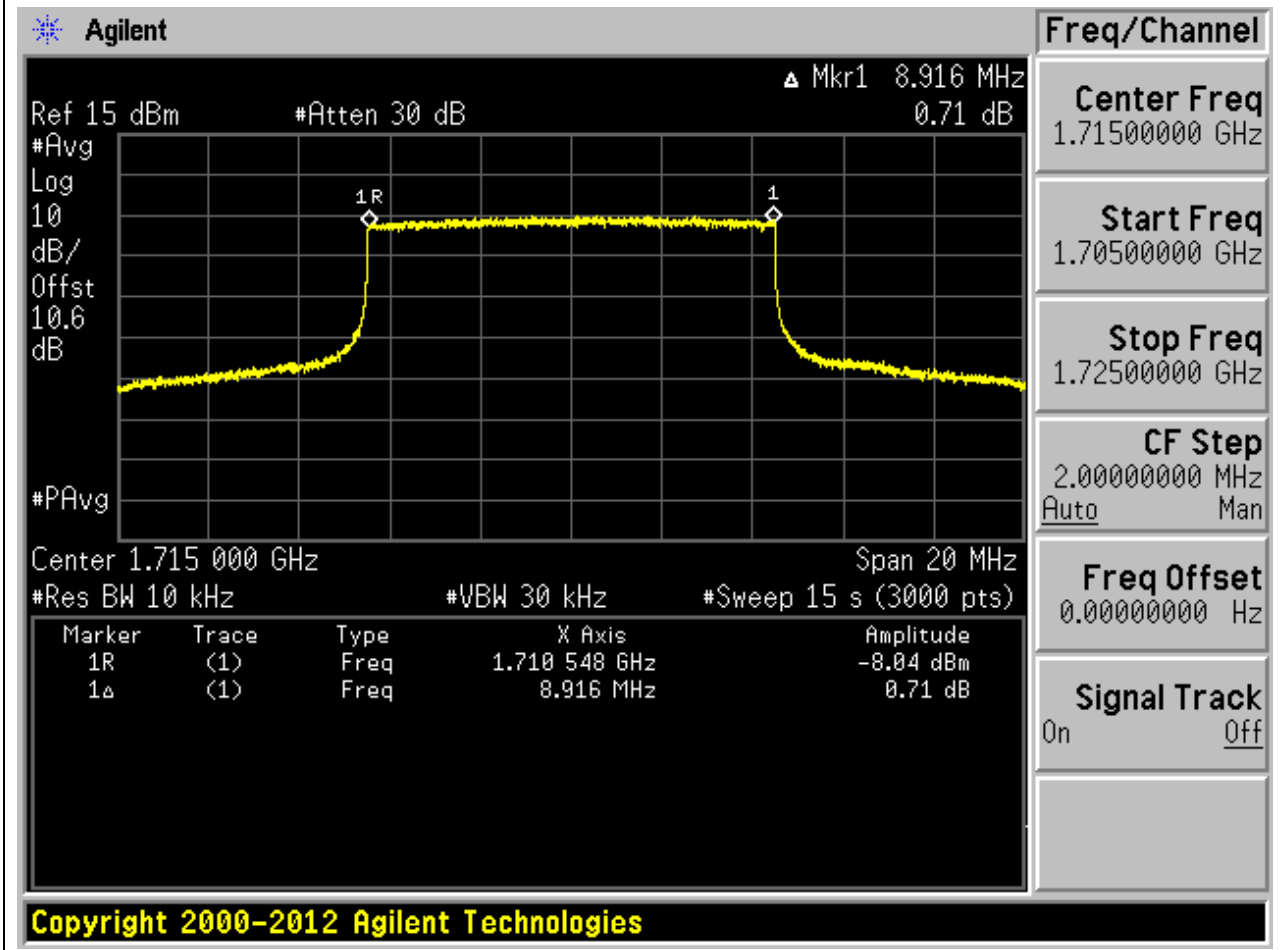 Agilent
Freq/Channel
Δ Mkr1 8.916 MHz
Ref 15 dBm #Atten 30 dB 0.71 dB
#Avg
Log
10
dB/
Offst
10.6
dB
#PAvg
1R
1
Center 1.715 000 GHz Span 20 MHz
#Res BW 10 kHz #VBW 30 kHz #Sweep 15 s (3000 pts)
Marker Trace Type X Axis Amplitude
1R (1) Freq 1.710 548 GHz -8.04 dBm
1Δ (1) Freq 8.916 MHz 0.71 dB
Center Freq
1.71500000 GHz
Start Freq
1.70500000 GHz
Stop Freq
1.72500000 GHz
CF Step
2.00000000 MHz
Auto Man
Freq Offset
0.00000000 Hz
Signal Track
On Off
Copyright 2000-2012 Agilent Technologies